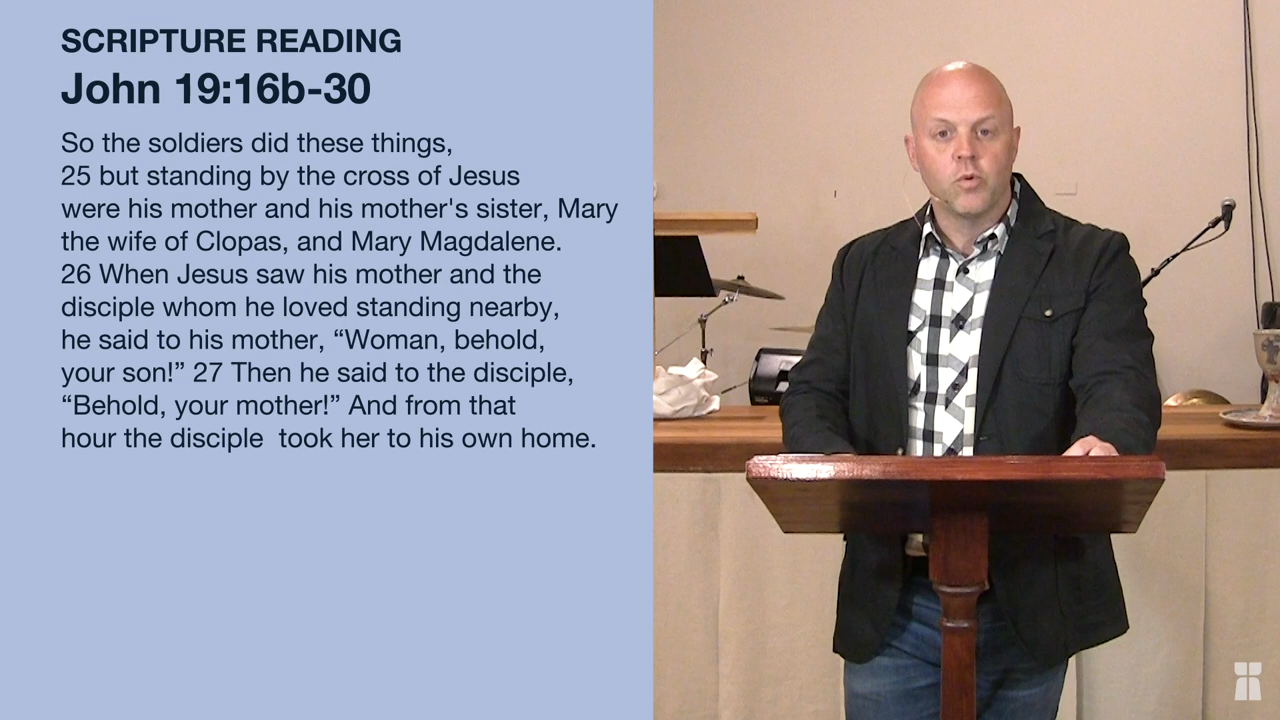 SCRIPTURE READING
John 19:16b-30
So the soldiers did these things,
25 but standing by the cross of Jesus
were his mother and his mother's sister, Mary
the wife of Clopas, and Mary Magdalene.
26 When Jesus saw his mother and the
disciple whom he loved standing nearby,
he said to his mother, “Woman, behold,
your son!” 27 Then he said to the disciple,
“Behold, your mother!” And from that
hour the disciple  took her to his own home.